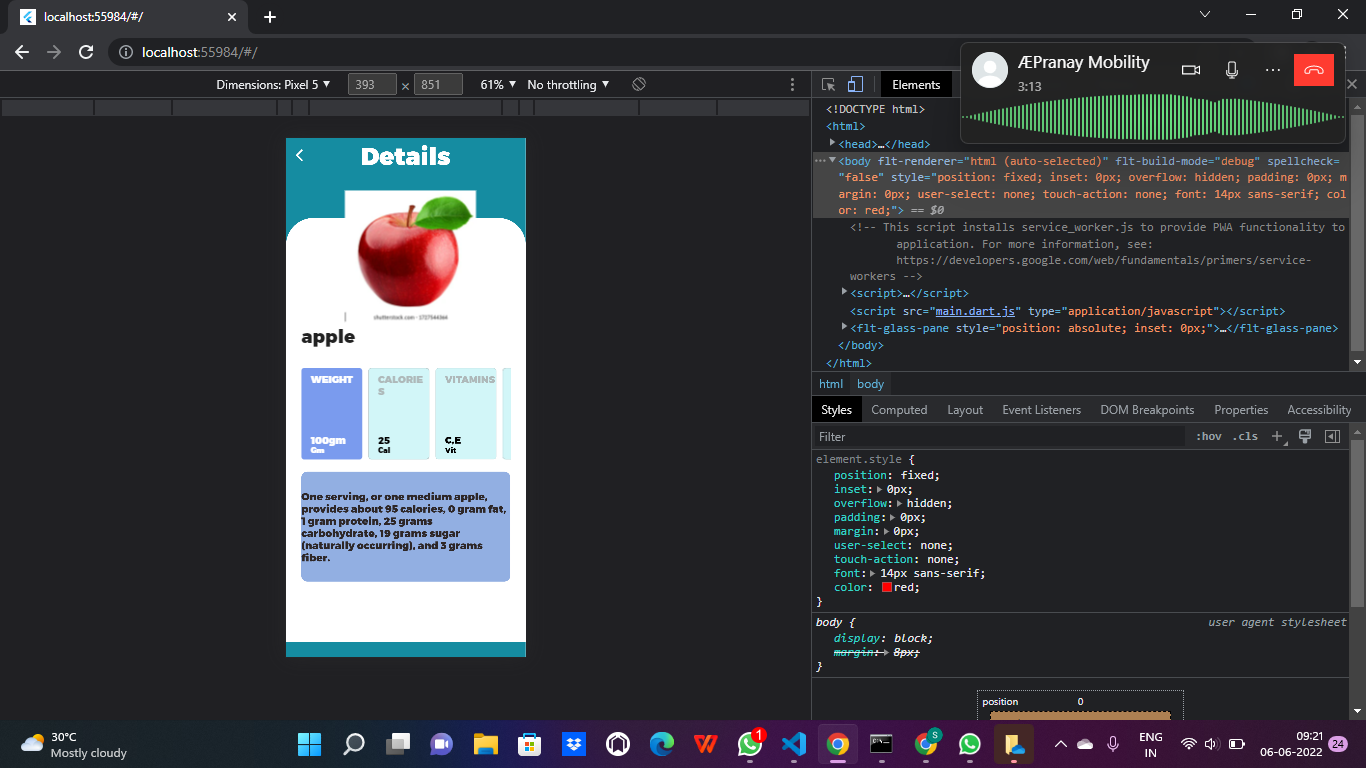 localhost:55984/#/
localhost:55984/#/
Dimensions: Pixel 5 ▼ 393 × 851 61% ▼ No throttling ▼
Elements
ÆPranay Mobility
3:13
<!DOCTYPE html>
<html>
<head>…</head>
<body flt-renderer="html (auto-selected)" flt-build-mode="debug" spellcheck=
"false" style="position: fixed; inset: 0px; overflow: hidden; padding: 0px; m
argin: 0px; user-select: none; touch-action: none; font: 14px sans-serif; col
or: red;"> == $0
<!-- This script installs service_worker.js to provide PWA functionality to
application. For more information, see:
https://developers.google.com/web/fundamentals/primers/service-
workers -->
<script>…</script>
<script src="main.dart.js" type="application/javascript"></script>
<flt-glass-pane style="position: absolute; inset: 0px;">…</flt-glass-pane>
</body>
</html>
html body
Styles Computed Layout Event Listeners DOM Breakpoints Properties Accessibility
Filter :hov .cls
element.style {
position: fixed;
inset: 0px;
overflow: hidden;
padding: 0px;
margin: 0px;
user-select: none;
touch-action: none;
font: 14px sans-serif;
color: red;
}
body { user agent stylesheet
display: block;
margin: 8px;
}
position 0
Details
shutterstock.com · 1727544364
apple
WEIGHT
100gm
Gm
CALORIE
S
25
Cal
VITAMINS
C,E
Vit
One serving, or one medium apple,
provides about 95 calories, 0 gram fat,
1 gram protein, 25 grams
carbohydrate, 19 grams sugar
(naturally occurring), and 3 grams
fiber.
30°C
Mostly cloudy
1
S
ENG
IN
09:21
06-06-2022
24